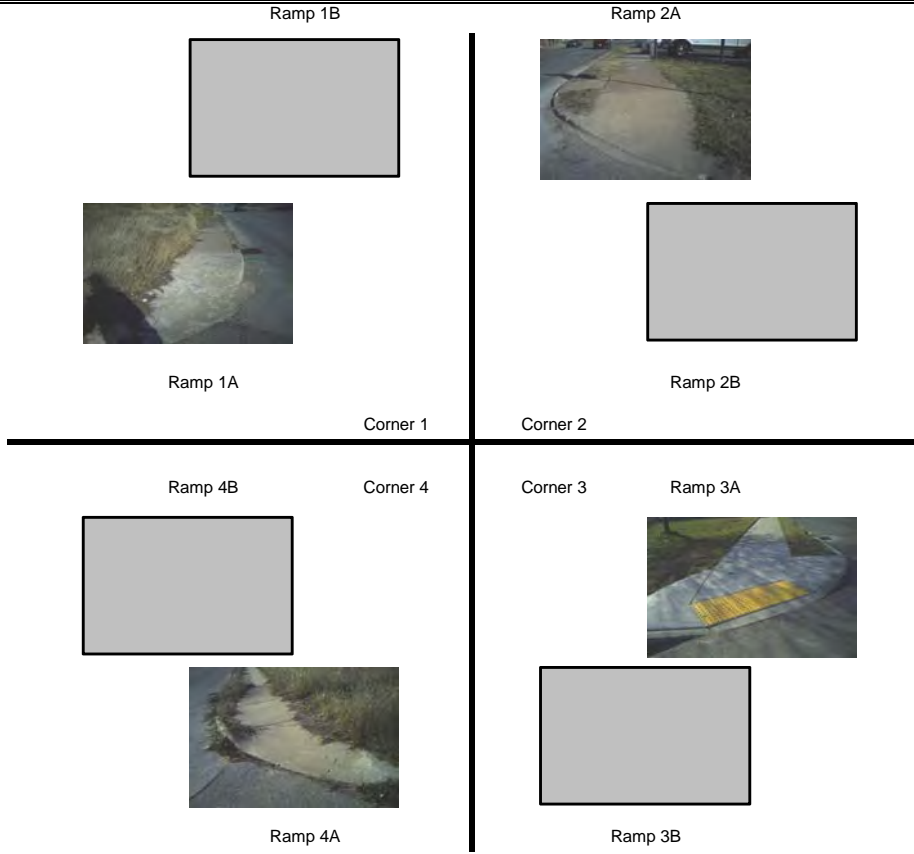 Ramp 1B
Ramp 2A
Ramp 1A
Ramp 2B
Corner 1
Corner 2
Ramp 4B
Corner 4
Corner 3
Ramp 3A
Ramp 4A
Ramp 3B